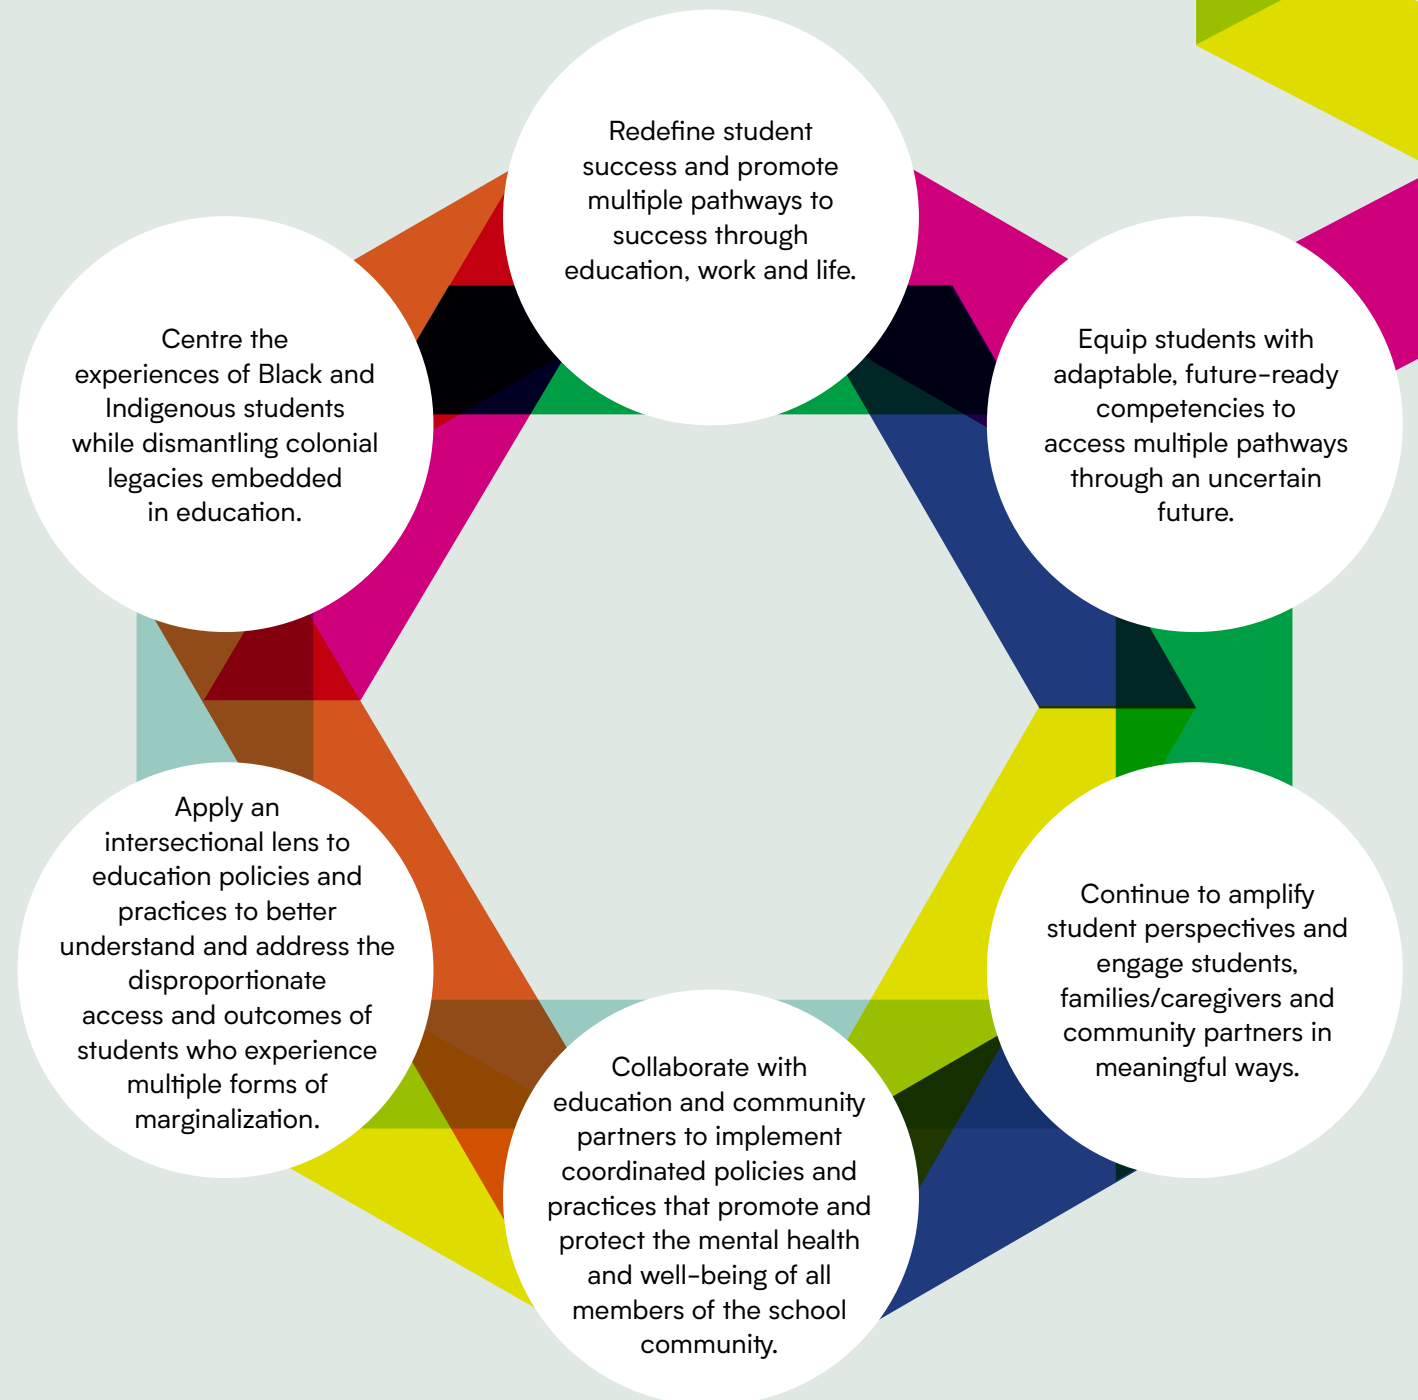 Redefine student
success and promote
multiple pathways to
success through
education, work and life.
Centre the
experiences of Black and
Indigenous students
while dismantling colonial
legacies embedded
in education.
Equip students with
adaptable, future-ready
competencies to
access multiple pathways
through an uncertain
future.
Apply an
intersectional lens to
education policies and
practices to better
understand and address the
disproportionate
access and outcomes of
students who experience
multiple forms of
marginalization.
Continue to amplify
student perspectives and
engage students,
families/caregivers and
community partners in
meaningful ways.
Collaborate with
education and community
partners to implement
coordinated policies and
practices that promote and
protect the mental health
and well-being of all
members of the school
community.